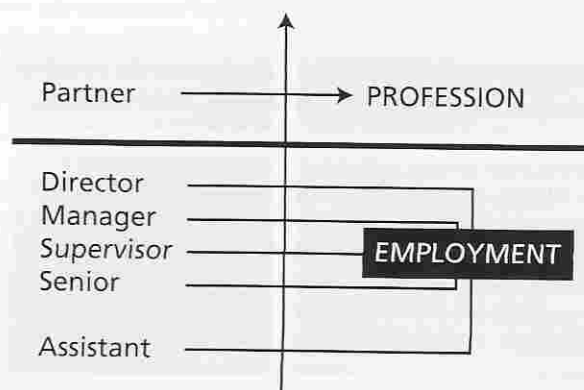 Partner PROFESSION
Director
Manager
Supervisor EMPLOYMENT
Senior
Assistant